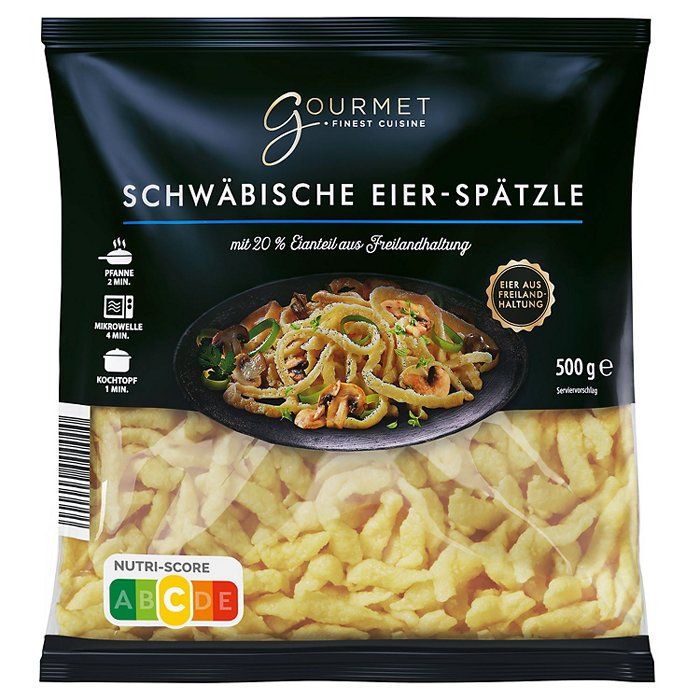 GOURMET
• FINEST CUISINE
SCHWÄBISCHE EIER-SPÄTZLE
mit 20 % Eianteil aus Freilandhaltung
PFANNE
2 MIN.
MIKROWELLE
4 MIN.
KOCHTOPF
1 MIN.
EIER AUS
FREILAND-
HALTUNG
500 g ℮
Serviervorschlag
NUTRI-SCORE
A B C D E